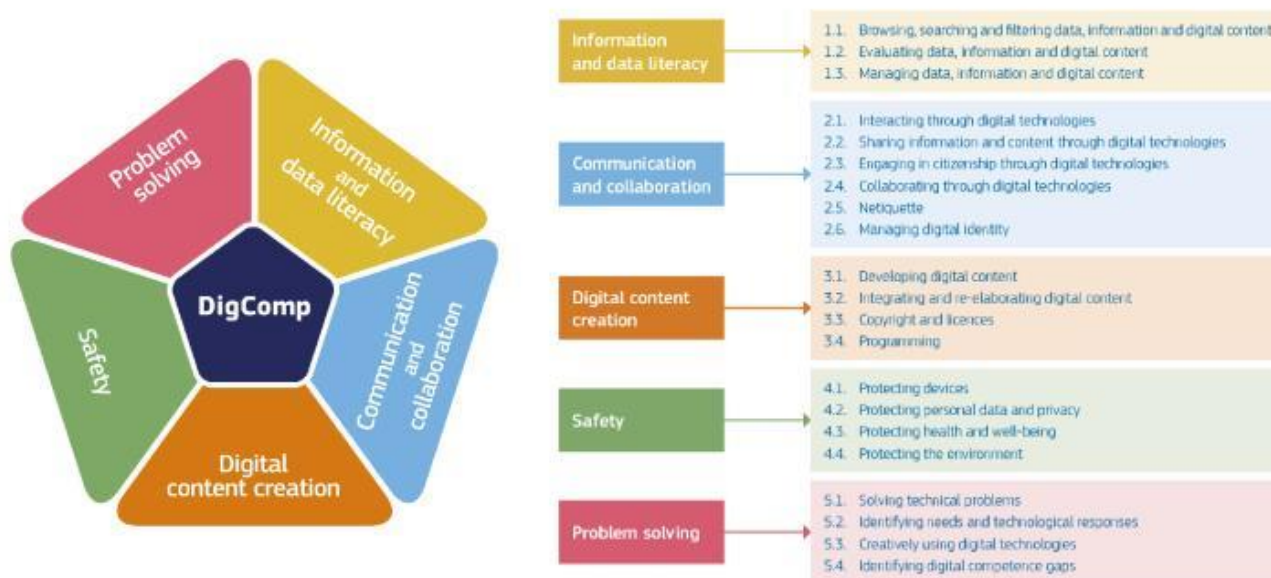 Problem
solving
Information
and
data literacy
DigComp
Safety
Communication
and
collaboration
Digital
content creation
Information
and data literacy
1.1. Browsing, searching and filtering data, information and digital content
1.2. Evaluating data, information and digital content
1.3. Managing data, information and digital content
Communication
and collaboration
2.1. Interacting through digital technologies
2.2. Sharing information and content through digital technologies
2.3. Engaging in citizenship through digital technologies
2.4. Collaborating through digital technologies
2.5. Netiquette
2.6. Managing digital identity
Digital content
creation
3.1. Developing digital content
3.2. Integrating and re-elaborating digital content
3.3. Copyright and licences
3.4. Programming
Safety
4.1. Protecting devices
4.2. Protecting personal data and privacy
4.3. Protecting health and well-being
4.4. Protecting the environment
Problem solving
5.1. Solving technical problems
5.2. Identifying needs and technological responses
5.3. Creatively using digital technologies
5.4. Identifying digital competence gaps